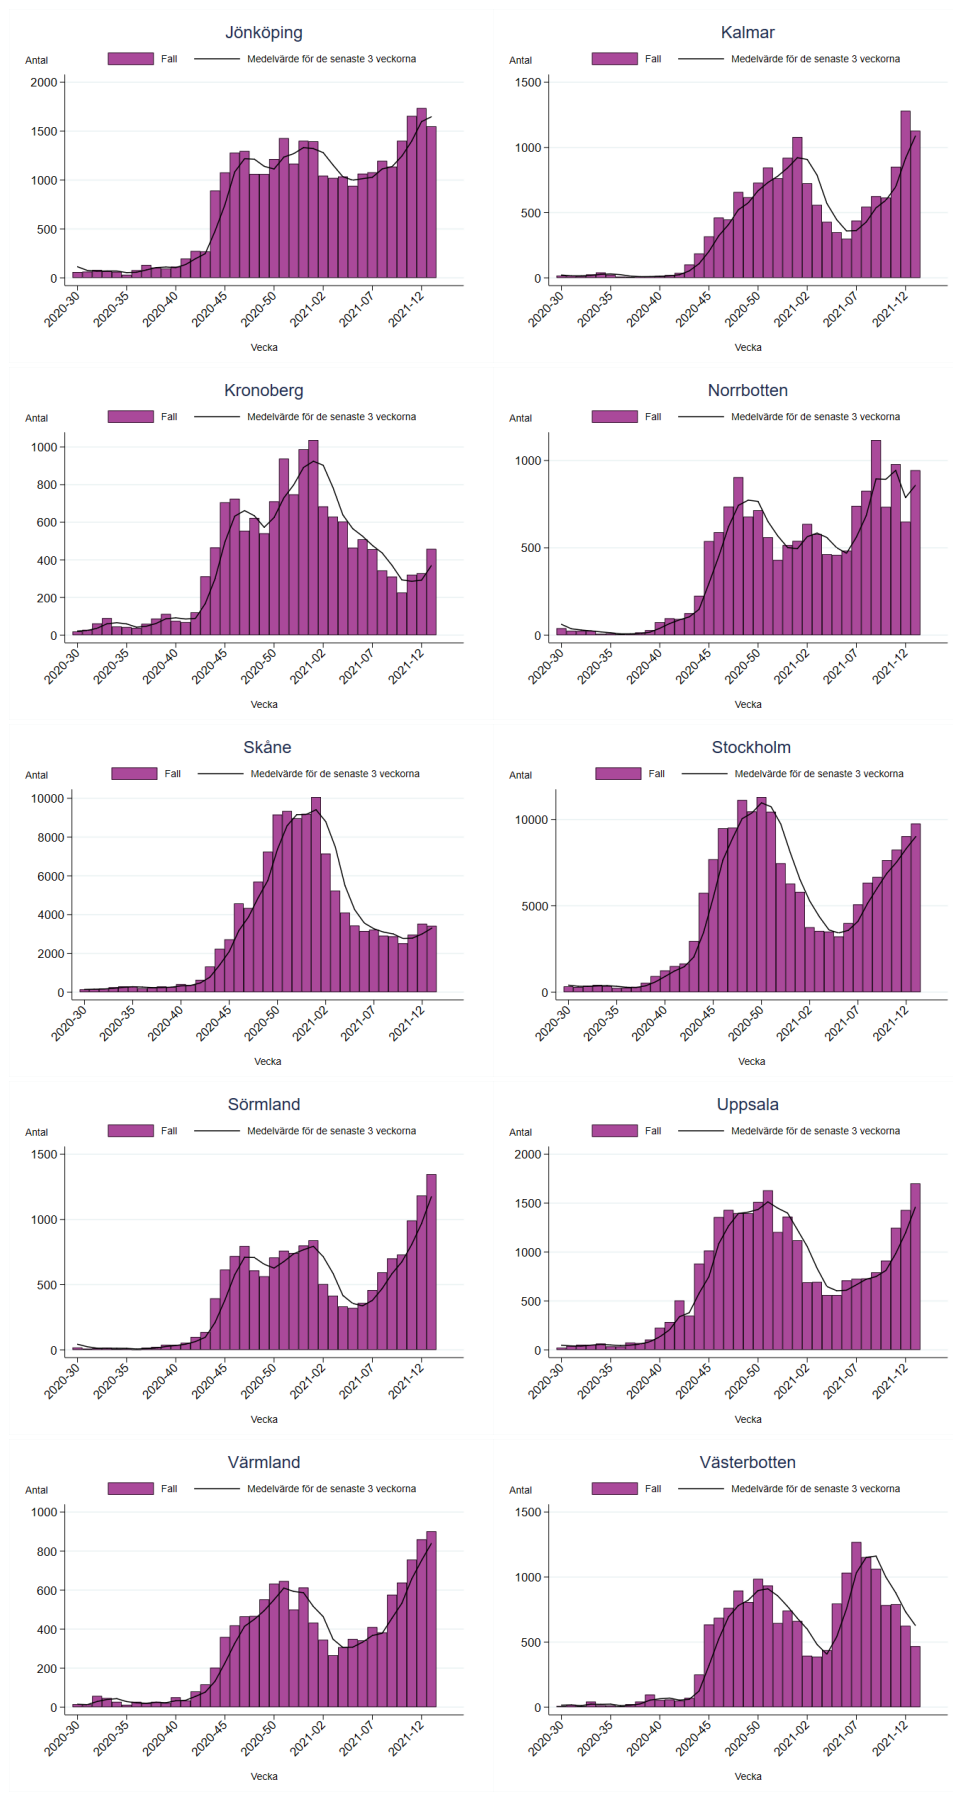 Jönköping
Antal Fall Medelvärde för de senaste 3 veckorna
2000
1500
1000
500
0
2020-30 2020-35 2020-40 2020-45 2020-50 2021-02 2021-07 2021-12
Vecka
Kalmar
Antal Fall Medelvärde för de senaste 3 veckorna
1500
1000
500
0
2020-30 2020-35 2020-40 2020-45 2020-50 2021-02 2021-07 2021-12
Vecka
Kronoberg
Antal Fall Medelvärde för de senaste 3 veckorna
1000
800
600
400
200
0
2020-30 2020-35 2020-40 2020-45 2020-50 2021-02 2021-07 2021-12
Vecka
Norrbotten
Antal Fall Medelvärde för de senaste 3 veckorna
1000
500
0
2020-30 2020-35 2020-40 2020-45 2020-50 2021-02 2021-07 2021-12
Vecka
Skåne
Antal Fall Medelvärde för de senaste 3 veckorna
10000
8000
6000
4000
2000
0
2020-30 2020-35 2020-40 2020-45 2020-50 2021-02 2021-07 2021-12
Vecka
Stockholm
Antal Fall Medelvärde för de senaste 3 veckorna
10000
5000
0
2020-30 2020-35 2020-40 2020-45 2020-50 2021-02 2021-07 2021-12
Vecka
Sörmland
Antal Fall Medelvärde för de senaste 3 veckorna
1500
1000
500
0
2020-30 2020-35 2020-40 2020-45 2020-50 2021-02 2021-07 2021-12
Vecka
Uppsala
Antal Fall Medelvärde för de senaste 3 veckorna
2000
1500
1000
500
0
2020-30 2020-35 2020-40 2020-45 2020-50 2021-02 2021-07 2021-12
Vecka
Värmland
Antal Fall Medelvärde för de senaste 3 veckorna
1000
800
600
400
200
0
2020-30 2020-35 2020-40 2020-45 2020-50 2021-02 2021-07 2021-12
Vecka
Västerbotten
Antal Fall Medelvärde för de senaste 3 veckorna
1500
1000
500
0
2020-30 2020-35 2020-40 2020-45 2020-50 2021-02 2021-07 2021-12
Vecka